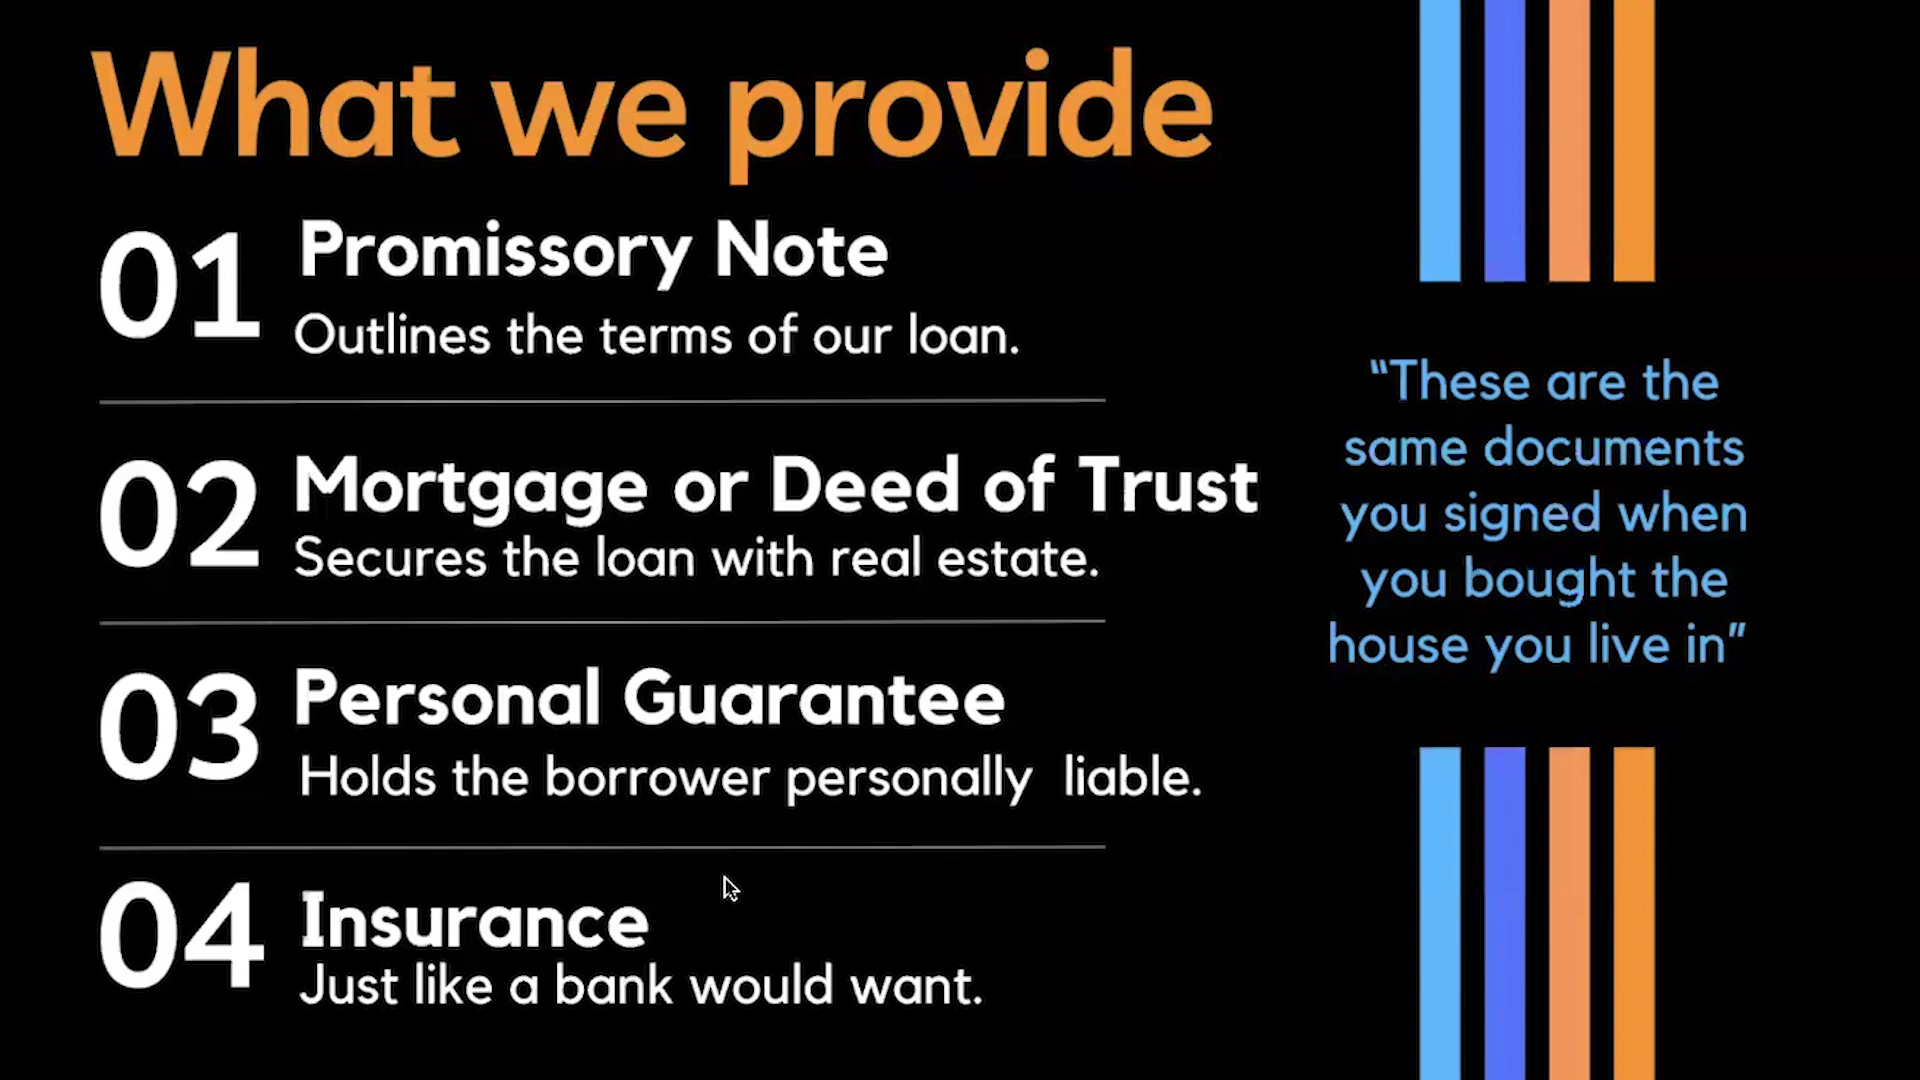 What we provide
01
Promissory Note
Outlines the terms of our loan.
02
Mortgage or Deed of Trust
Secures the loan with real estate.
03
Personal Guarantee
Holds the borrower personally  liable.
04
Insurance
Just like a bank would want.
“These are the
same documents
you signed when
you bought the
house you live in”